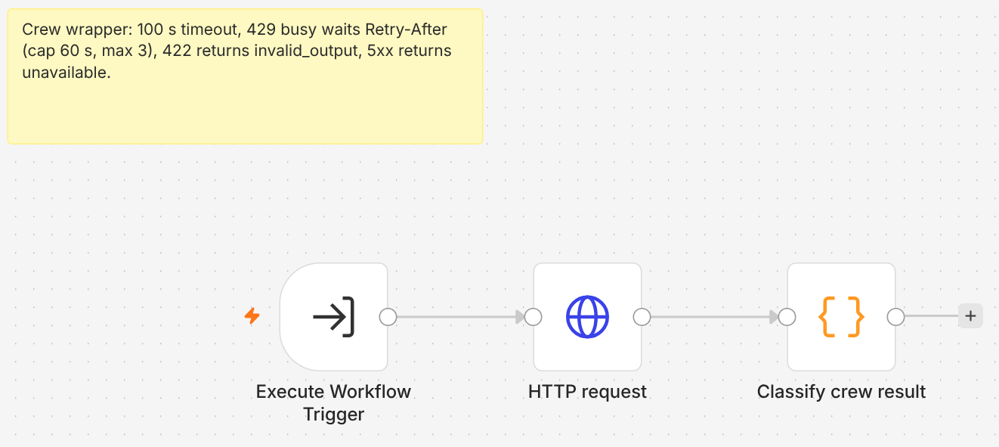 Crew wrapper: 100 s timeout, 429 busy waits Retry-After
(cap 60 s, max 3), 422 returns invalid_output, 5xx returns
unavailable.
Execute Workflow
Trigger
HTTP request
Classify crew result